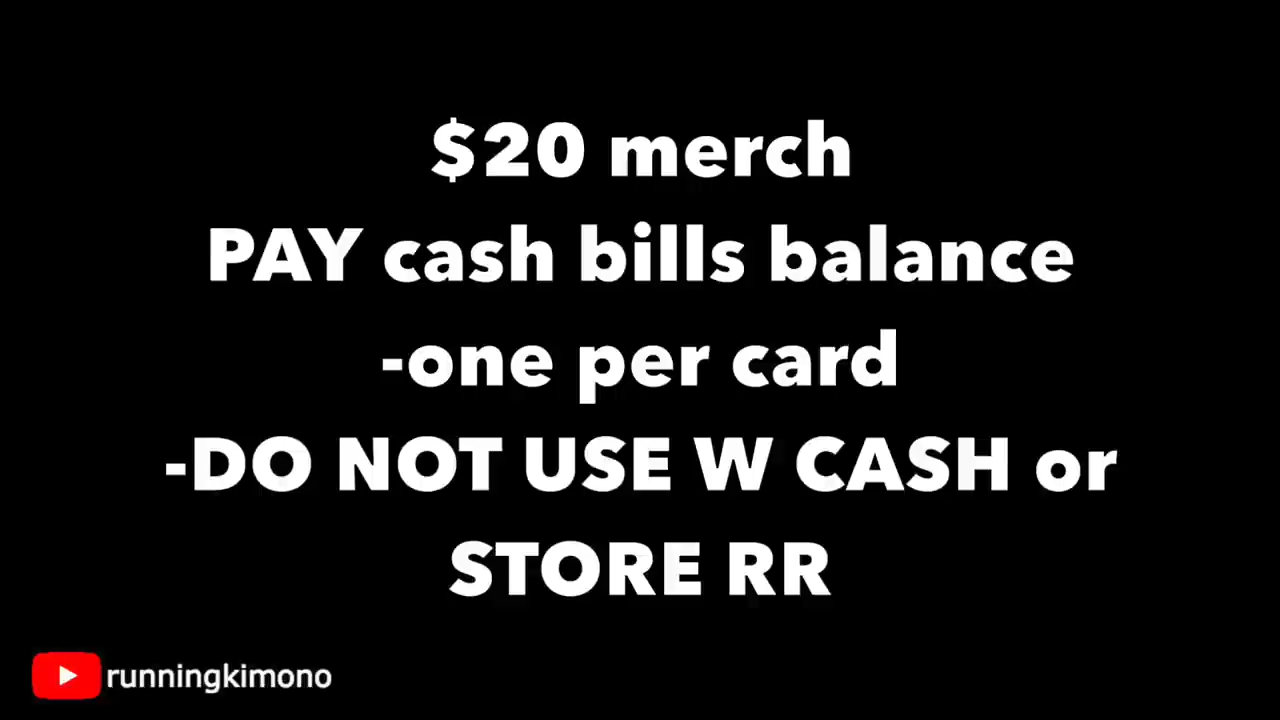 $20 merch
PAY cash bills balance
-one per card
-DO NOT USE W CASH or
STORE RR
runningkimono